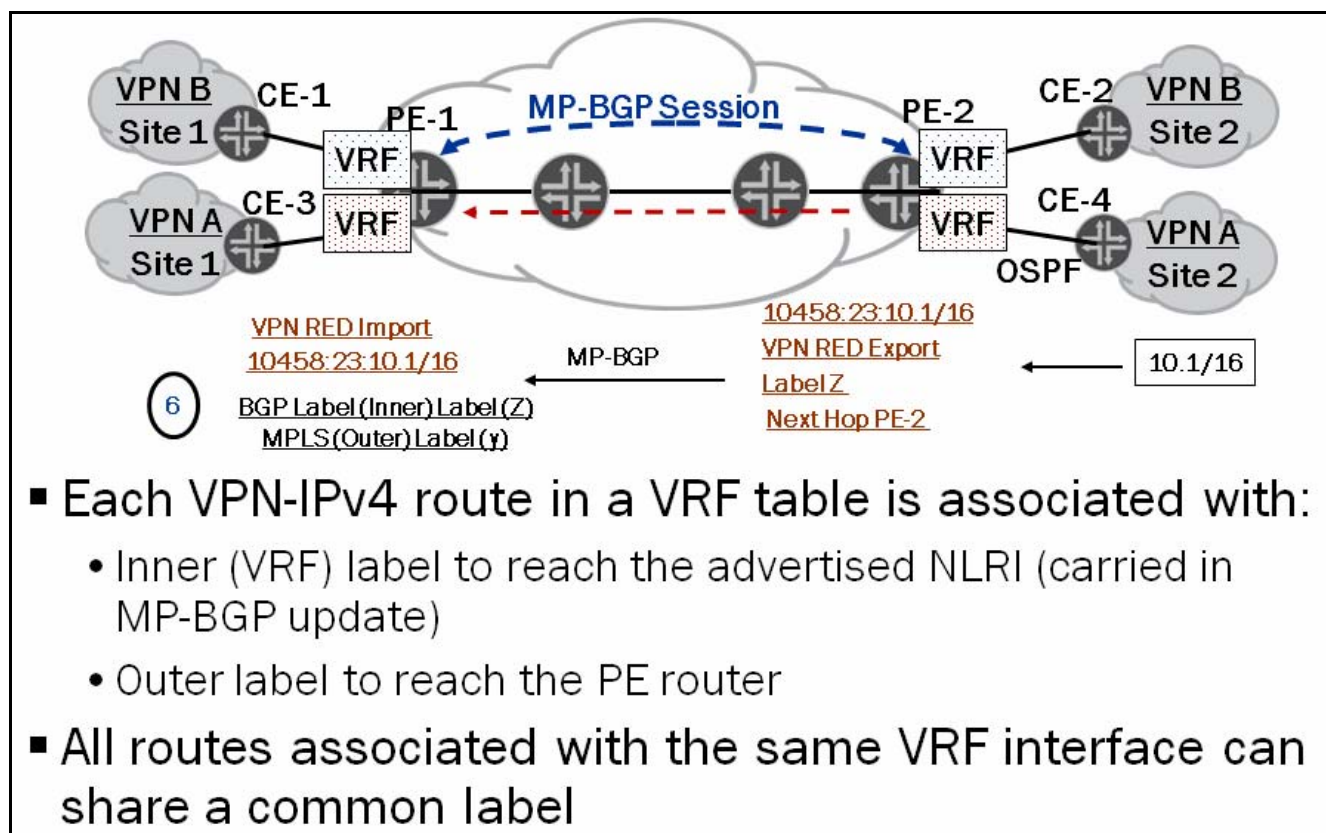 VPN B
Site 1
CE-1
PE-1
MP-BGP Session
PE-2
CE-2
VPN B
Site 2
VRF
VRF
VPN A
Site 1
CE-3
VRF
VRF
CE-4
OSPF
VPN A
Site 2
VPN RED Import
10458:23:10.1/16
MP-BGP
10458:23:10.1/16
VPN RED Export
Label Z
Next Hop PE-2
10.1/16
6
BGP Label (Inner) Label (Z)
MPLS (Outer) Label (y)
▪ Each VPN-IPv4 route in a VRF table is associated with:
• Inner (VRF) label to reach the advertised NLRI (carried in
MP-BGP update)
• Outer label to reach the PE router
▪ All routes associated with the same VRF interface can
share a common label